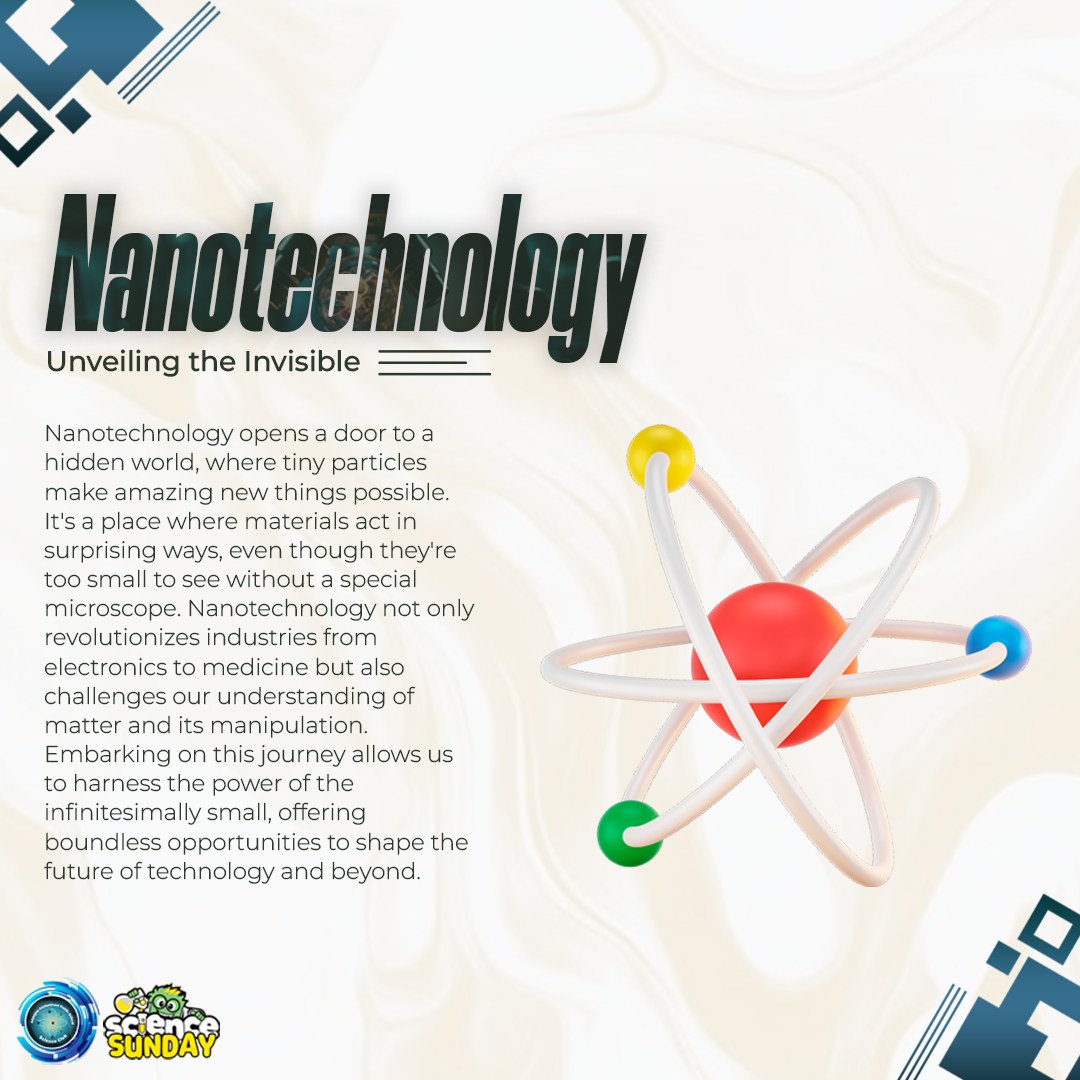 Nanotechnology
Unveiling the Invisible
Nanotechnology opens a door to a
hidden world, where tiny particles
make amazing new things possible.
It's a place where materials act in
surprising ways, even though they're
too small to see without a special
microscope. Nanotechnology not only
revolutionizes industries from
electronics to medicine but also
challenges our understanding of
matter and its manipulation.
Embarking on this journey allows us
to harness the power of the
infinitesimally small, offering
boundless opportunities to shape the
future of technology and beyond.
science
SUNDAY